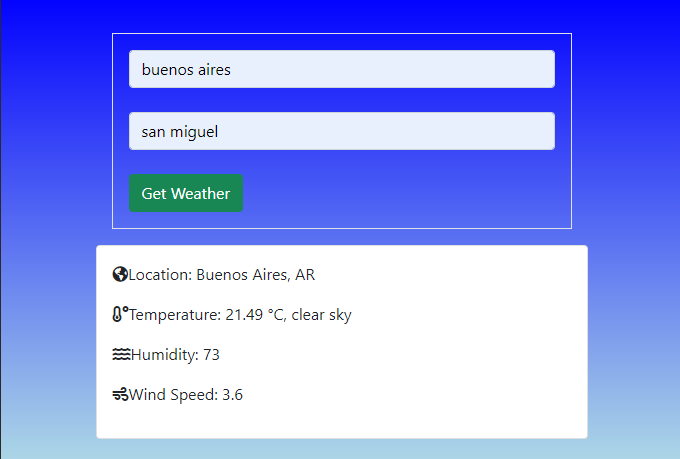 buenos aires
san miguel
Get Weather
Location: Buenos Aires, AR
Temperature: 21.49 °C, clear sky
Humidity: 73
Wind Speed: 3.6